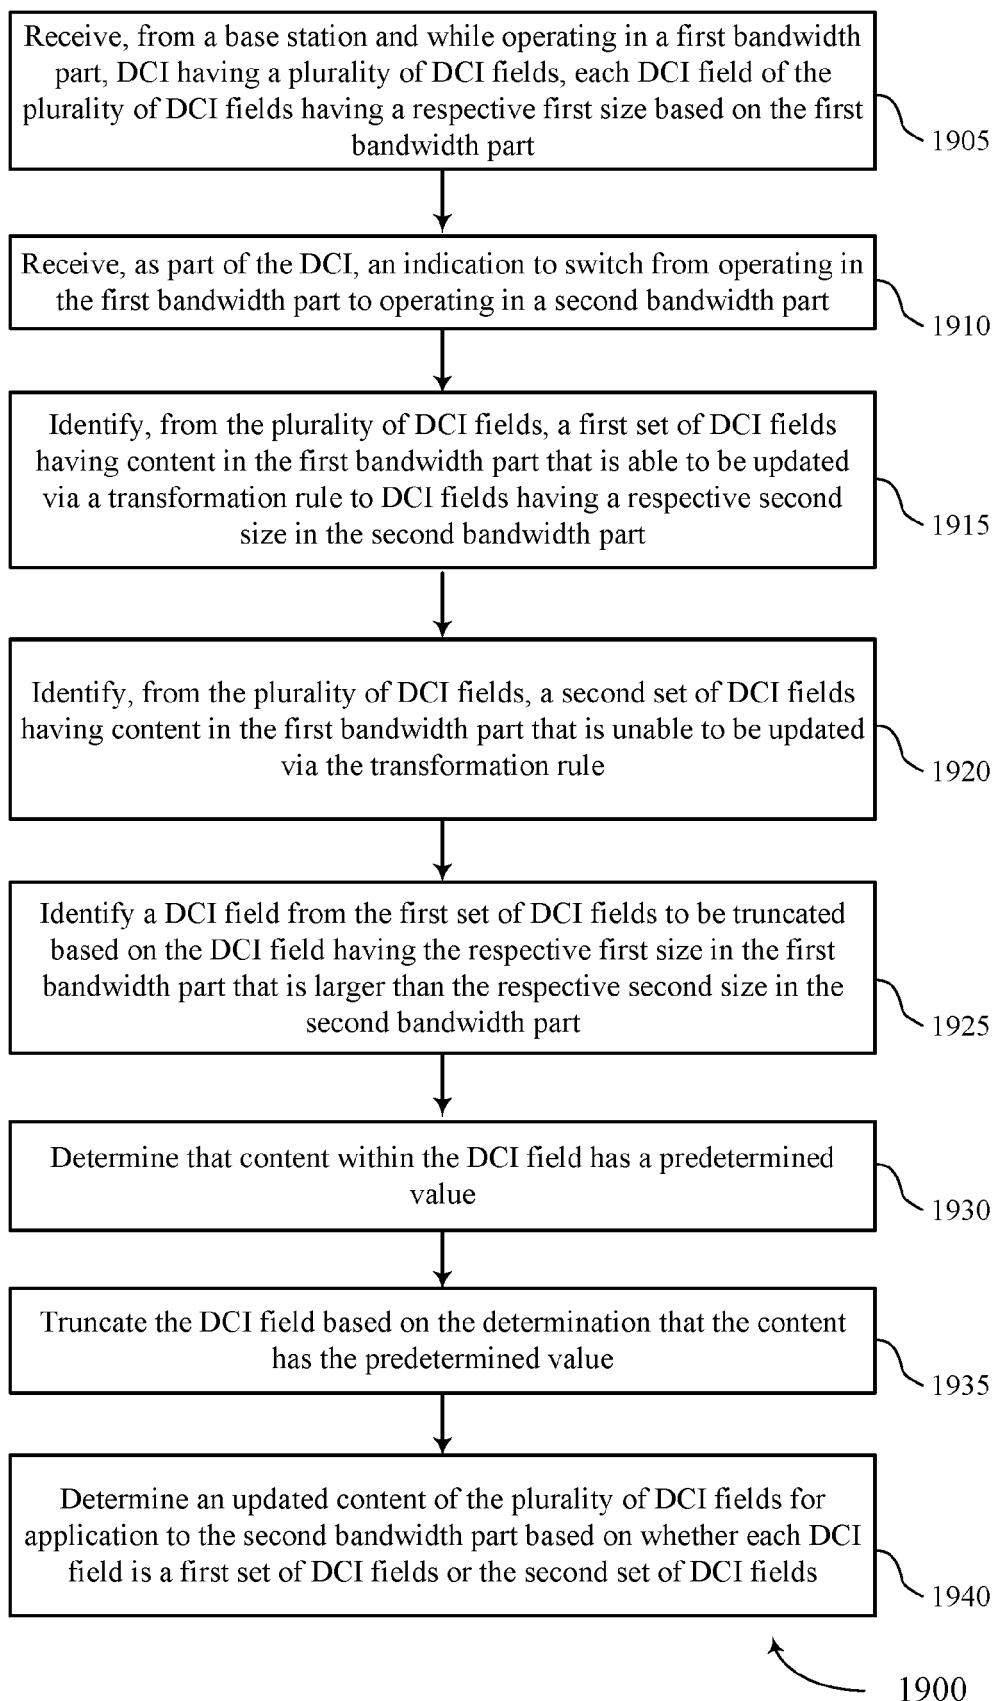 Receive, from a base station and while operating in a first bandwidth
part, DCI having a plurality of DCI fields, each DCI field of the
plurality of DCI fields having a respective first size based on the first
bandwidth part
1905
Receive, as part of the DCI, an indication to switch from operating in
the first bandwidth part to operating in a second bandwidth part
1910
Identify, from the plurality of DCI fields, a first set of DCI fields
having content in the first bandwidth part that is able to be updated
via a transformation rule to DCI fields having a respective second
size in the second bandwidth part
1915
Identify, from the plurality of DCI fields, a second set of DCI fields
having content in the first bandwidth part that is unable to be updated
via the transformation rule
1920
Identify a DCI field from the first set of DCI fields to be truncated
based on the DCI field having the respective first size in the first
bandwidth part that is larger than the respective second size in the
second bandwidth part
1925
Determine that content within the DCI field has a predetermined
value
1930
Truncate the DCI field based on the determination that the content
has the predetermined value
1935
Determine an updated content of the plurality of DCI fields for
application to the second bandwidth part based on whether each DCI
field is a first set of DCI fields or the second set of DCI fields
1940
1900